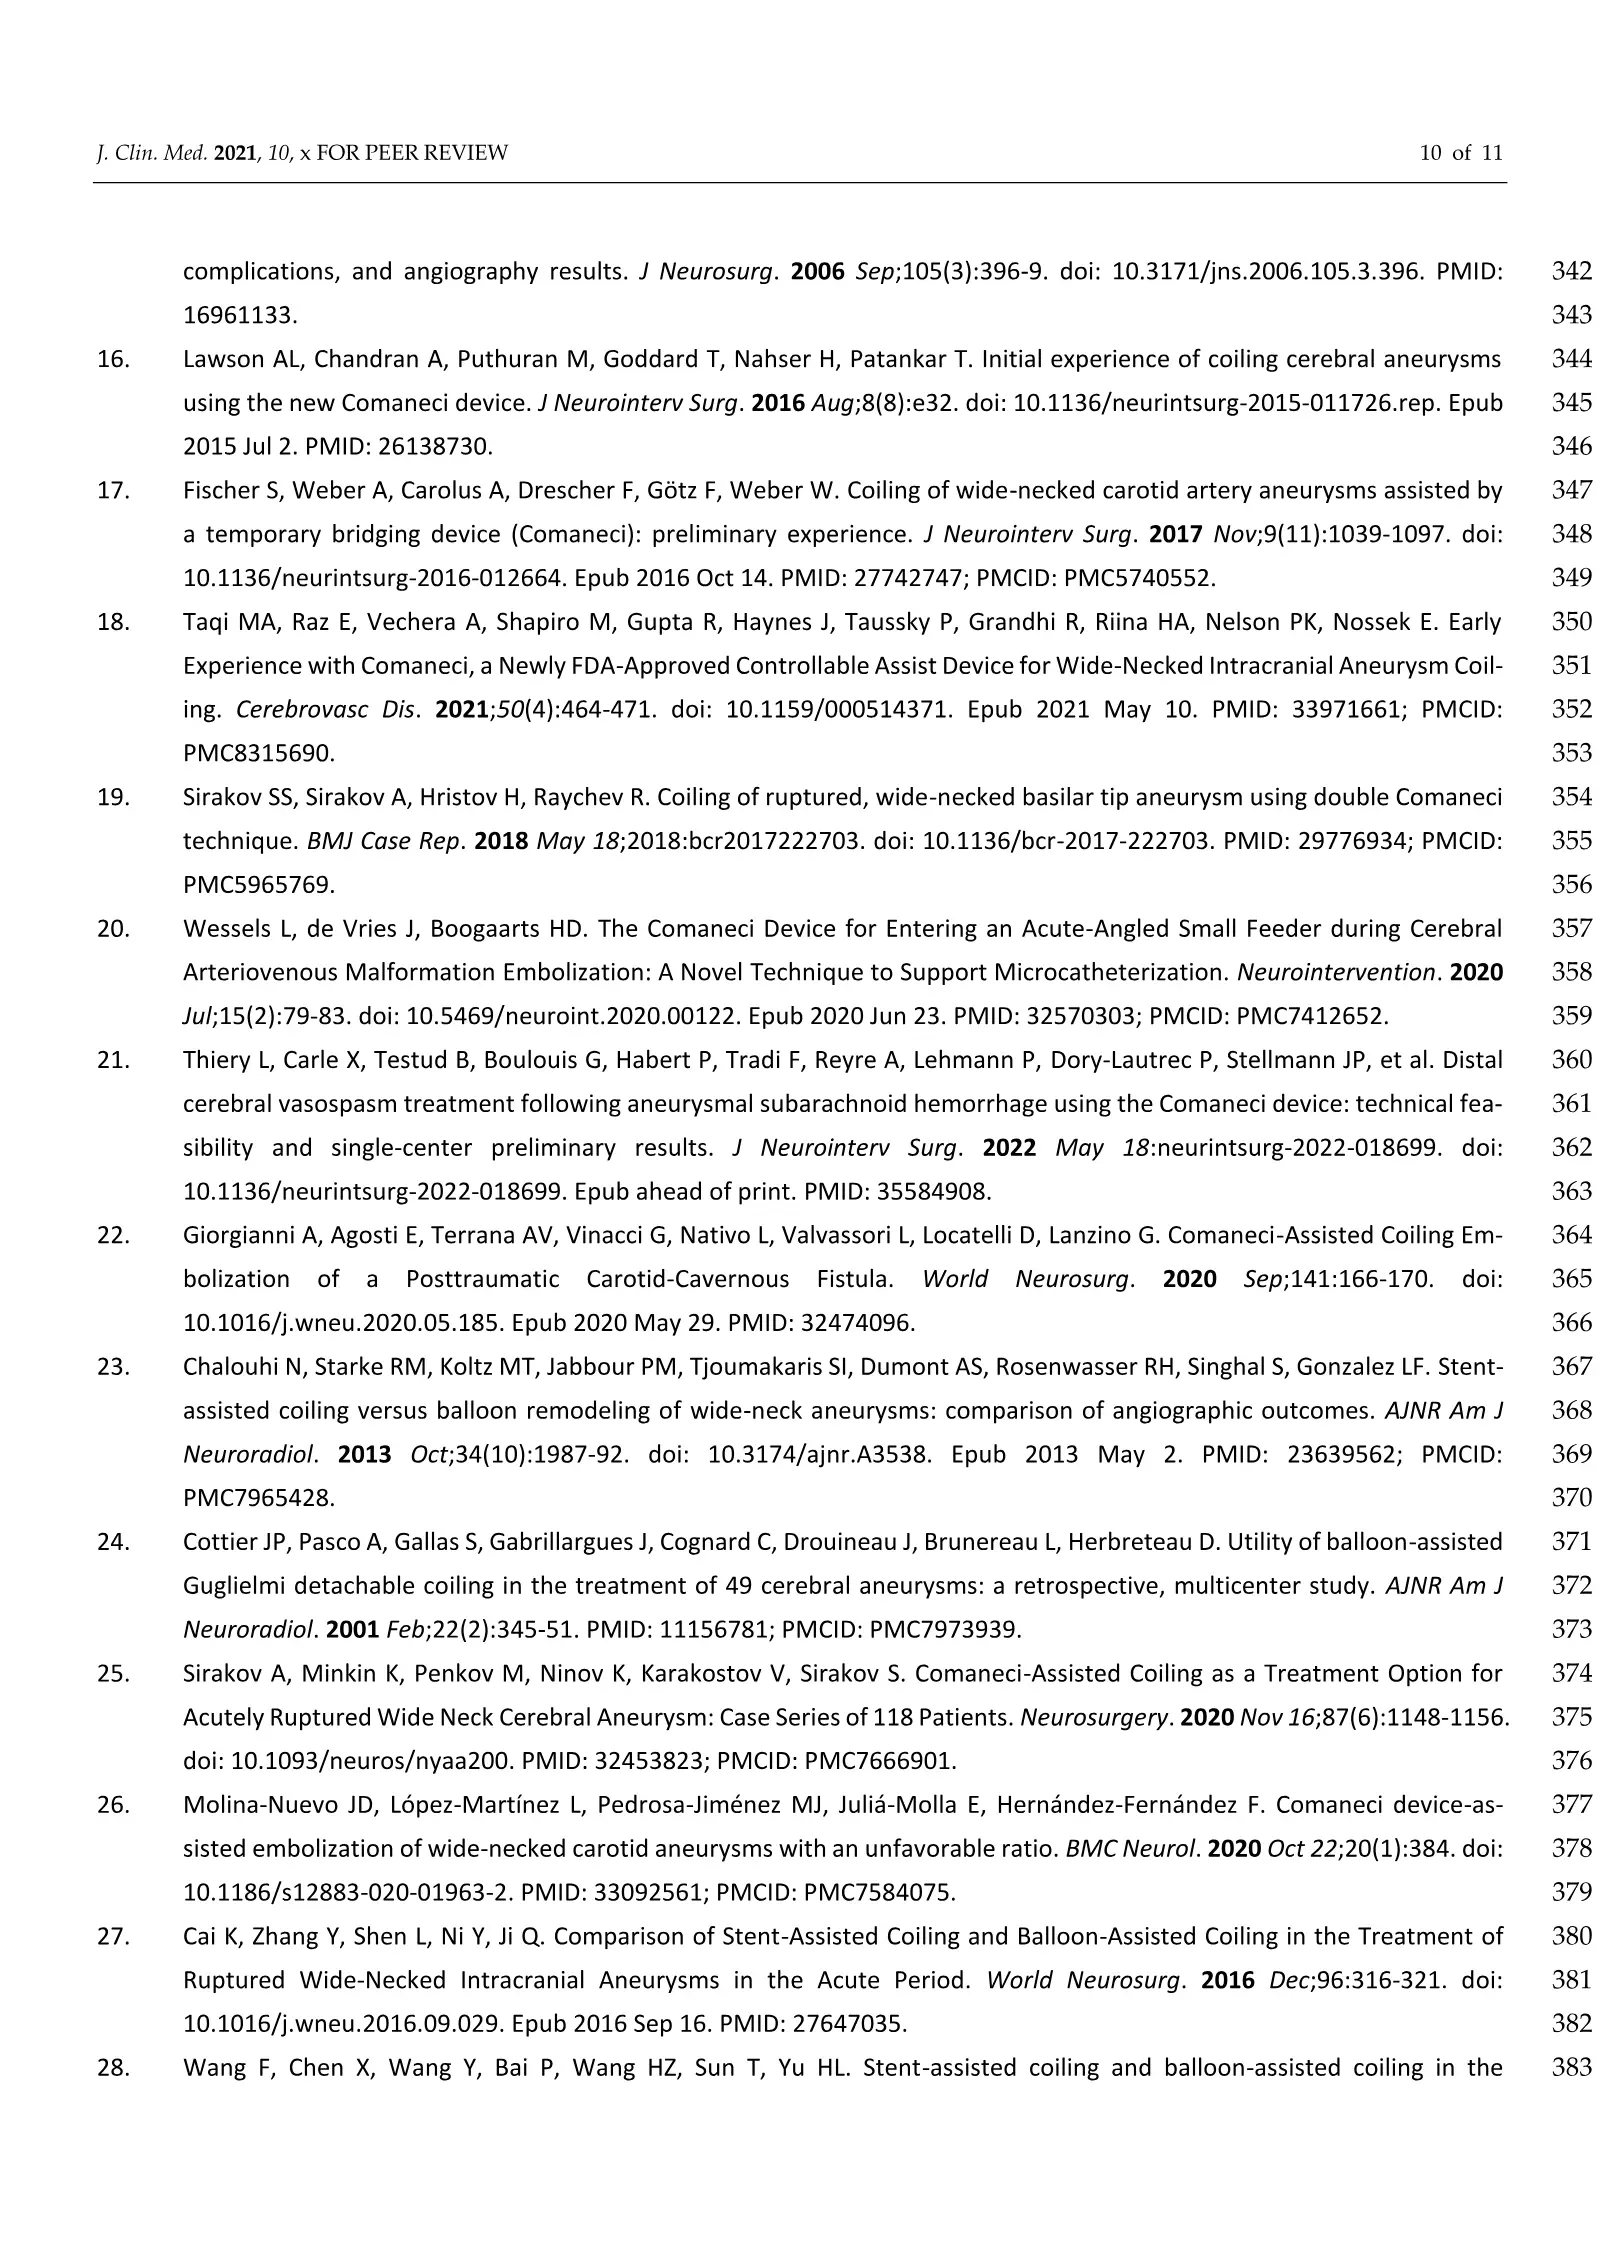 J. Clin. Med. 2021, 10, x FOR PEER REVIEW 10 of 11
complications, and angiography results. J Neurosurg. 2006 Sep;105(3):396-9. doi: 10.3171/jns.2006.105.3.396. PMID: 342
16961133. 343
16. Lawson AL, Chandran A, Puthuran M, Goddard T, Nahser H, Patankar T. Initial experience of coiling cerebral aneurysms 344
using the new Comaneci device. J Neurointerv Surg. 2016 Aug;8(8):e32. doi: 10.1136/neurintsurg-2015-011726.rep. Epub 345
2015 Jul 2. PMID: 26138730. 346
17. Fischer S, Weber A, Carolus A, Drescher F, Götz F, Weber W. Coiling of wide-necked carotid artery aneurysms assisted by 347
a temporary bridging device (Comaneci): preliminary experience. J Neurointerv Surg. 2017 Nov;9(11):1039-1097. doi: 348
10.1136/neurintsurg-2016-012664. Epub 2016 Oct 14. PMID: 27742747; PMCID: PMC5740552. 349
18. Taqi MA, Raz E, Vechera A, Shapiro M, Gupta R, Haynes J, Taussky P, Grandhi R, Riina HA, Nelson PK, Nossek E. Early 350
Experience with Comaneci, a Newly FDA-Approved Controllable Assist Device for Wide-Necked Intracranial Aneurysm Coil- 351
ing. Cerebrovasc Dis. 2021;50(4):464-471. doi: 10.1159/000514371. Epub 2021 May 10. PMID: 33971661; PMCID: 352
PMC8315690. 353
19. Sirakov SS, Sirakov A, Hristov H, Raychev R. Coiling of ruptured, wide-necked basilar tip aneurysm using double Comaneci 354
technique. BMJ Case Rep. 2018 May 18;2018:bcr2017222703. doi: 10.1136/bcr-2017-222703. PMID: 29776934; PMCID: 355
PMC5965769. 356
20. Wessels L, de Vries J, Boogaarts HD. The Comaneci Device for Entering an Acute-Angled Small Feeder during Cerebral 357
Arteriovenous Malformation Embolization: A Novel Technique to Support Microcatheterization. Neurointervention. 2020 358
Jul;15(2):79-83. doi: 10.5469/neuroint.2020.00122. Epub 2020 Jun 23. PMID: 32570303; PMCID: PMC7412652. 359
21. Thiery L, Carle X, Testud B, Boulouis G, Habert P, Tradi F, Reyre A, Lehmann P, Dory-Lautrec P, Stellmann JP, et al. Distal 360
cerebral vasospasm treatment following aneurysmal subarachnoid hemorrhage using the Comaneci device: technical fea- 361
sibility and single-center preliminary results. J Neurointerv Surg. 2022 May 18:neurintsurg-2022-018699. doi: 362
10.1136/neurintsurg-2022-018699. Epub ahead of print. PMID: 35584908. 363
22. Giorgianni A, Agosti E, Terrana AV, Vinacci G, Nativo L, Valvassori L, Locatelli D, Lanzino G. Comaneci-Assisted Coiling Em- 364
bolization of a Posttraumatic Carotid-Cavernous Fistula. World Neurosurg. 2020 Sep;141:166-170. doi: 365
10.1016/j.wneu.2020.05.185. Epub 2020 May 29. PMID: 32474096. 366
23. Chalouhi N, Starke RM, Koltz MT, Jabbour PM, Tjoumakaris SI, Dumont AS, Rosenwasser RH, Singhal S, Gonzalez LF. Stent- 367
assisted coiling versus balloon remodeling of wide-neck aneurysms: comparison of angiographic outcomes. AJNR Am J 368
Neuroradiol. 2013 Oct;34(10):1987-92. doi: 10.3174/ajnr.A3538. Epub 2013 May 2. PMID: 23639562; PMCID: 369
PMC7965428. 370
24. Cottier JP, Pasco A, Gallas S, Gabrillargues J, Cognard C, Drouineau J, Brunereau L, Herbreteau D. Utility of balloon-assisted 371
Guglielmi detachable coiling in the treatment of 49 cerebral aneurysms: a retrospective, multicenter study. AJNR Am J 372
Neuroradiol. 2001 Feb;22(2):345-51. PMID: 11156781; PMCID: PMC7973939. 373
25. Sirakov A, Minkin K, Penkov M, Ninov K, Karakostov V, Sirakov S. Comaneci-Assisted Coiling as a Treatment Option for 374
Acutely Ruptured Wide Neck Cerebral Aneurysm: Case Series of 118 Patients. Neurosurgery. 2020 Nov 16;87(6):1148-1156. 375
doi: 10.1093/neuros/nyaa200. PMID: 32453823; PMCID: PMC7666901. 376
26. Molina-Nuevo JD, López-Martínez L, Pedrosa-Jiménez MJ, Juliá-Molla E, Hernández-Fernández F. Comaneci device-as- 377
sisted embolization of wide-necked carotid aneurysms with an unfavorable ratio. BMC Neurol. 2020 Oct 22;20(1):384. doi: 378
10.1186/s12883-020-01963-2. PMID: 33092561; PMCID: PMC7584075. 379
27. Cai K, Zhang Y, Shen L, Ni Y, Ji Q. Comparison of Stent-Assisted Coiling and Balloon-Assisted Coiling in the Treatment of 380
Ruptured Wide-Necked Intracranial Aneurysms in the Acute Period. World Neurosurg. 2016 Dec;96:316-321. doi: 381
10.1016/j.wneu.2016.09.029. Epub 2016 Sep 16. PMID: 27647035. 382
28. Wang F, Chen X, Wang Y, Bai P, Wang HZ, Sun T, Yu HL. Stent-assisted coiling and balloon-assisted coiling in the 383